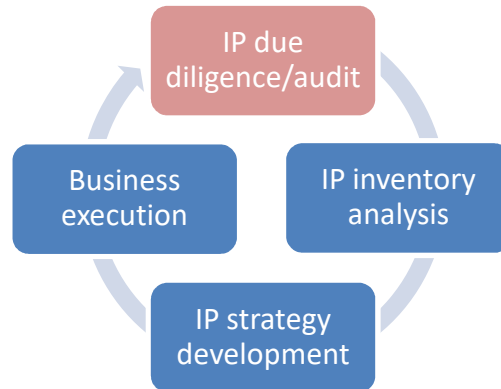 IP due
diligence/audit
IP inventory
analysis
IP strategy
development
Business
execution